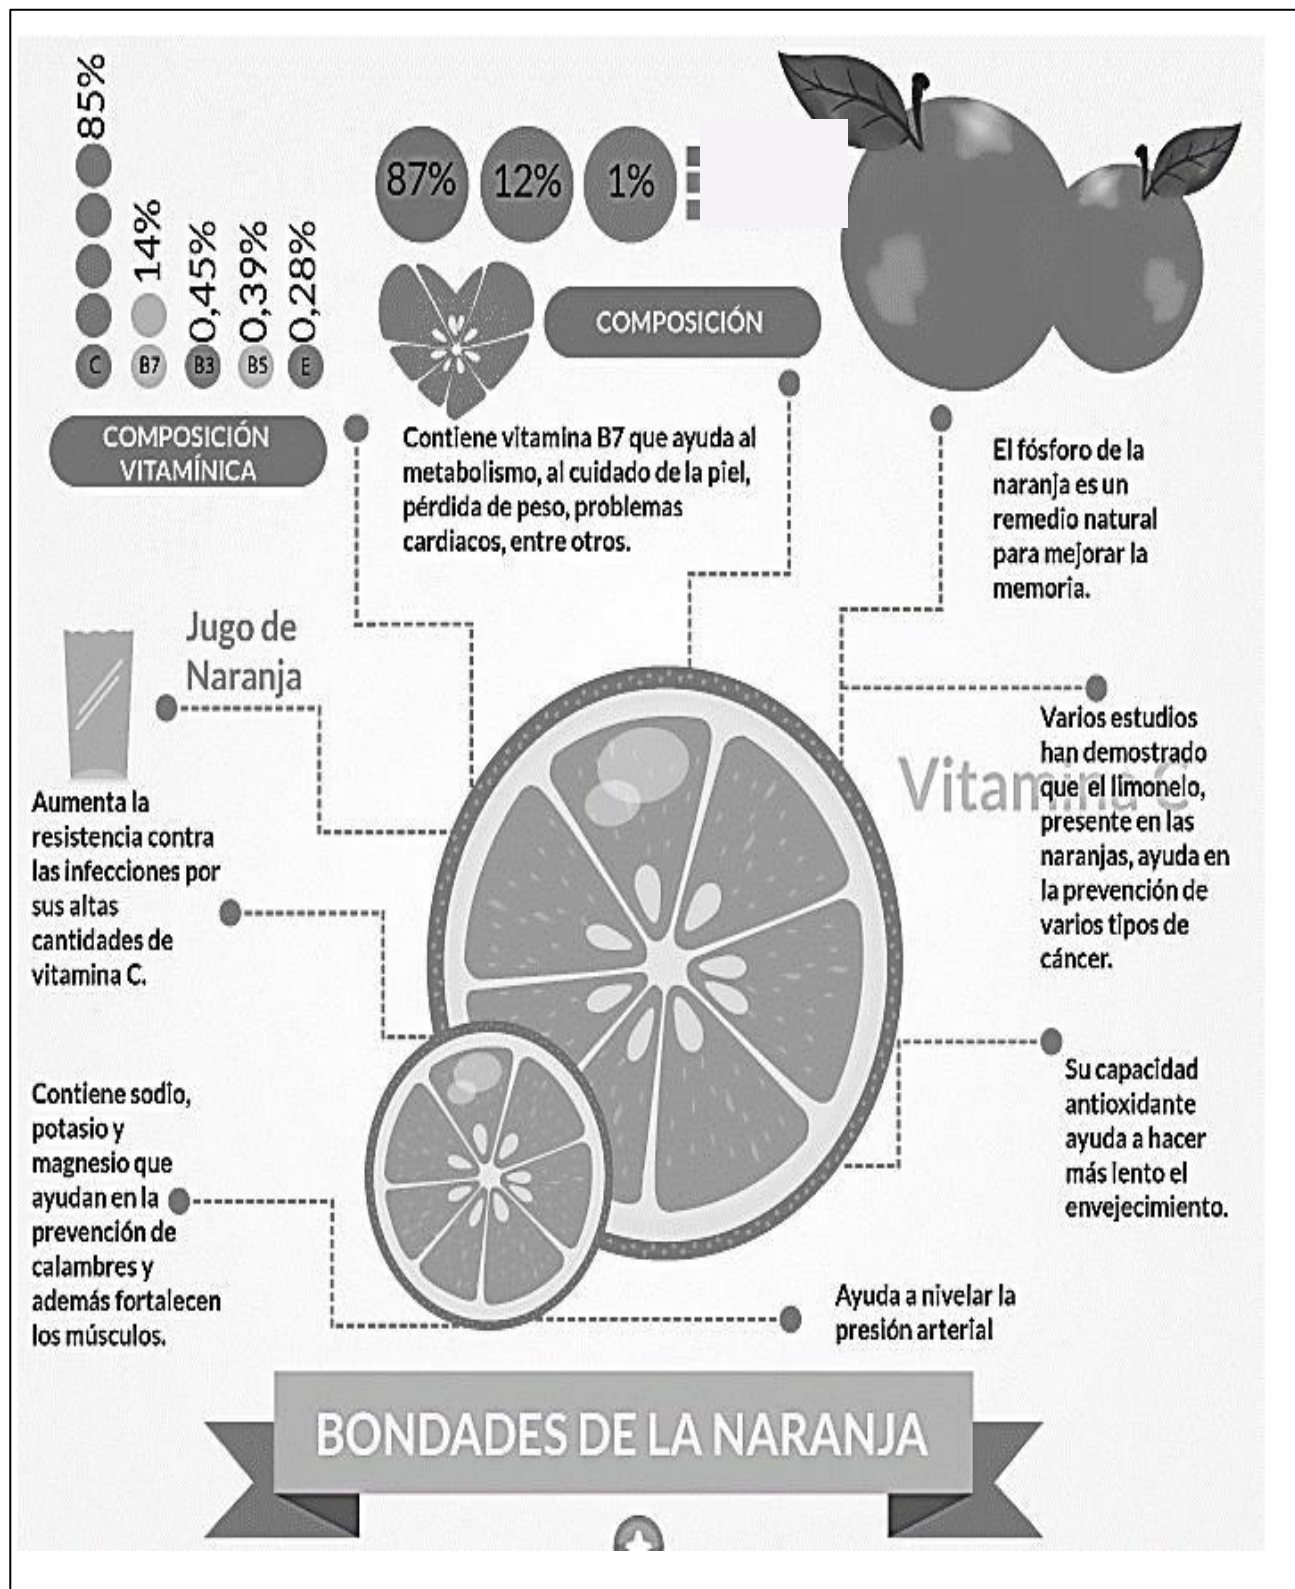 85%
14%
0,45%
0,39%
0,28%
C
B7
B3
B5
E
COMPOSICIÓN
VITAMÍNICA
87%
12%
1%
COMPOSICIÓN
Contiene vitamina B7 que ayuda al
metabolismo, al cuidado de la piel,
pérdida de peso, problemas
cardiacos, entre otros.
El fósforo de la
naranja es un
remedio natural
para mejorar la
memoria.
Jugo de
Naranja
Aumenta la
resistencia contra
las infecciones por
sus altas
cantidades de
vitamina C.
Vitamina C
Varios estudios
han demostrado
que el limonelo,
presente en las
naranjas, ayuda en
la prevención de
varios tipos de
cáncer.
Su capacidad
antioxidante
ayuda a hacer
más lento el
envejecimiento.
Contiene sodio,
potasio y
magnesio que
ayudan en la
prevención de
calambres y
además fortalecen
los músculos.
Ayuda a nivelar la
presión arterial
BONDADES DE LA NARANJA